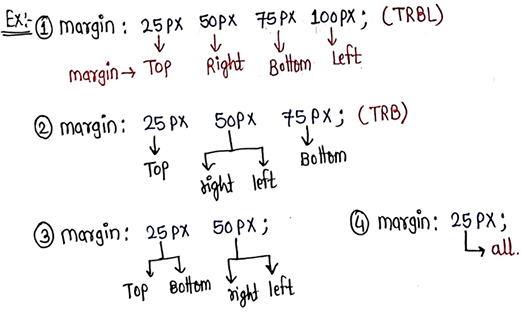 Ex:- ① margin: 25PX 50PX 75PX 100PX; (TRBL)
margin→ Top Right Bottom Left
② margin: 25PX 50PX 75PX; (TRB)
Top right left Bottom
③ margin: 25PX 50PX;
Top Bottom right left
④ margin: 25PX;
all.